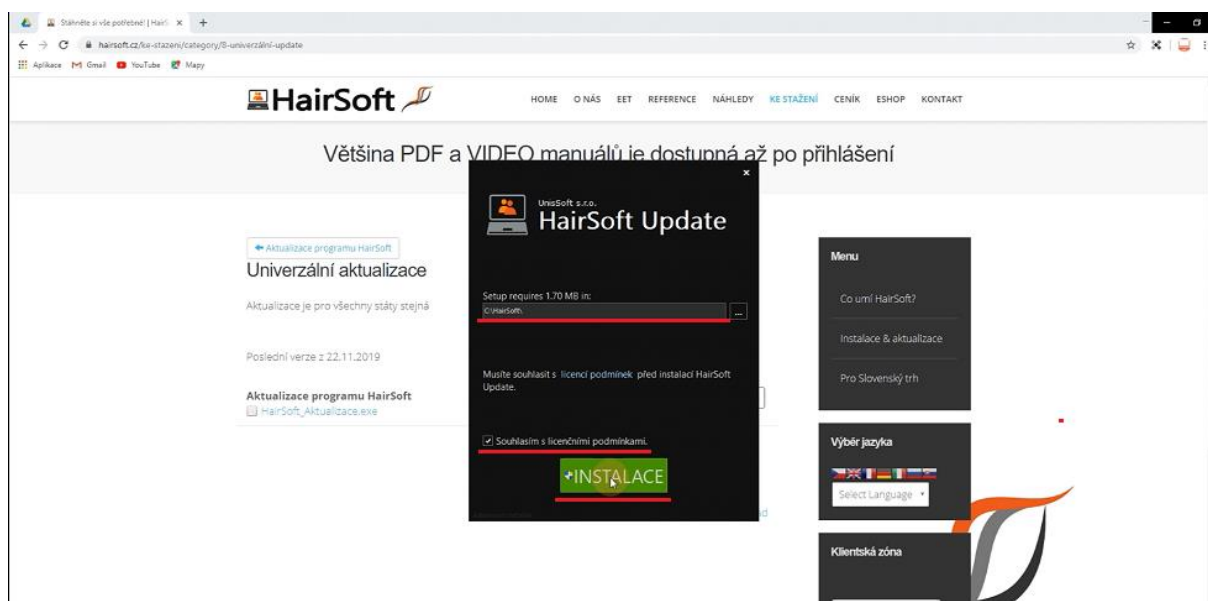 Stáhněte si vše potřebné! | HairS
hairsoft.cz/ke-stazeni/category/8-univerzální-update
Aplikace
Gmail
YouTube
Mapy
HairSoft
HOME O NÁS EET REFERENCE NÁHLEDY KE STAŽENÍ CENÍK ESHOP KONTAKT
Většina PDF a VIDEO manuálů je dostupná až po přihlášení
Aktualizace programu HairSoft
Univerzální aktualizace
Aktualizace je pro všechny státy stejná
Poslední verze z 22.11.2019
Aktualizace programu HairSoft
HairSoft_Aktualizace.exe
UnisSoft s.r.o.
HairSoft Update
Setup requires 1.70 MB in:
C:\HairSoft\
...
Musíte souhlasit s licencí podmínek před instalací HairSoft
Update.
Souhlasím s licenčními podmínkami.
INSTALACE
Menu
Co umí HairSoft?
Instalace & aktualizace
Pro Slovenský trh
Výběr jazyka
Select Language
Klientská zóna